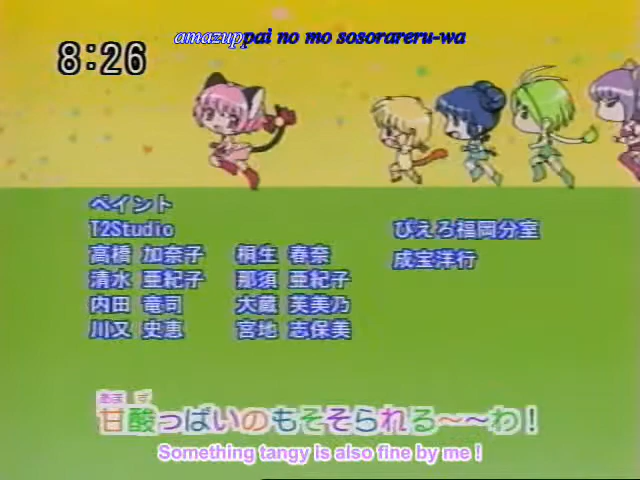 amazuppai no mo sosorareru-wa
8:26
ペイント
T2Studio
高橋 加奈子 桐生 春奈
清水 亜紀子 那須 亜紀子
内田 竜司 大蔵 芙美乃
川又 史恵 宮地 志保美
ぴえろ福岡分室
成宝洋行
あま ず
甘酸っぱいのもそそられる～～わ！
Something tangy is also fine by me !